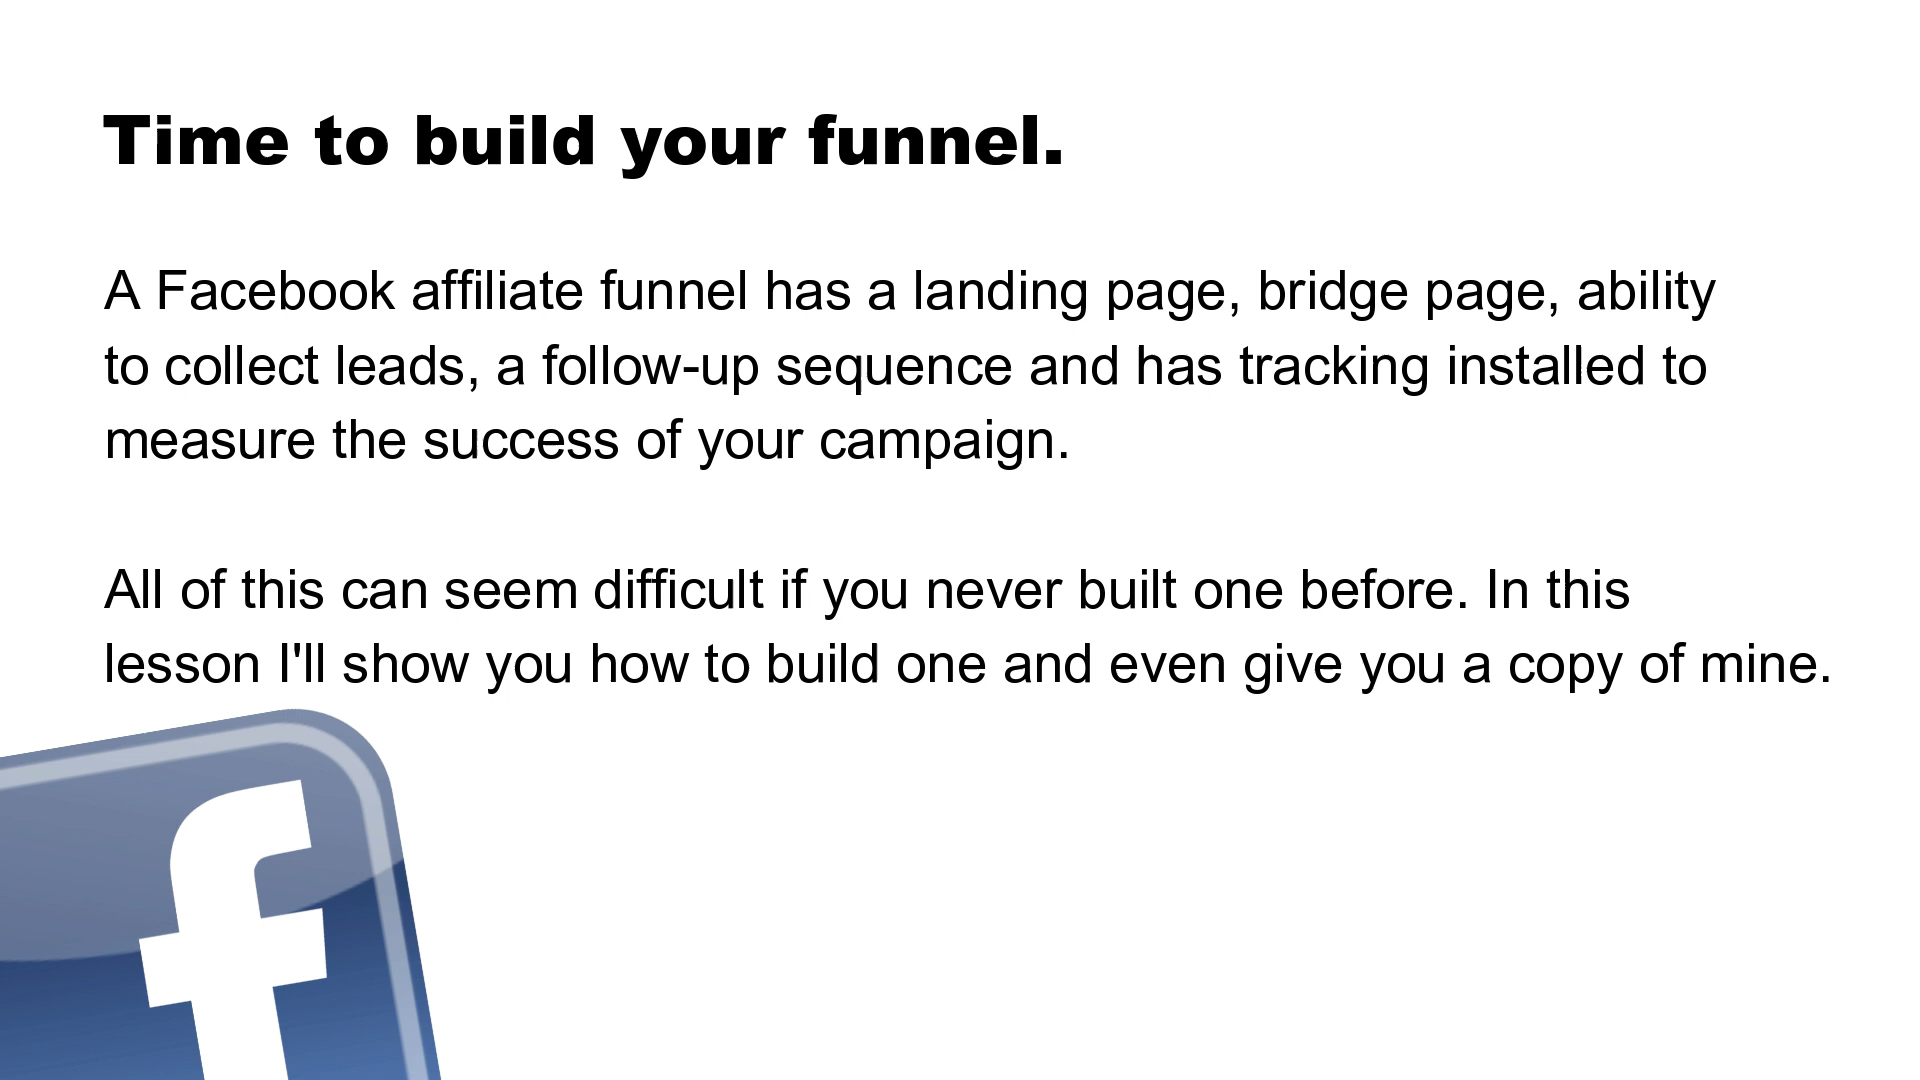 Time to build your funnel.
A Facebook affiliate funnel has a landing page, bridge page, ability
to collect leads, a follow-up sequence and has tracking installed to
measure the success of your campaign.
All of this can seem difficult if you never built one before. In this
lesson I'll show you how to build one and even give you a copy of mine.
f